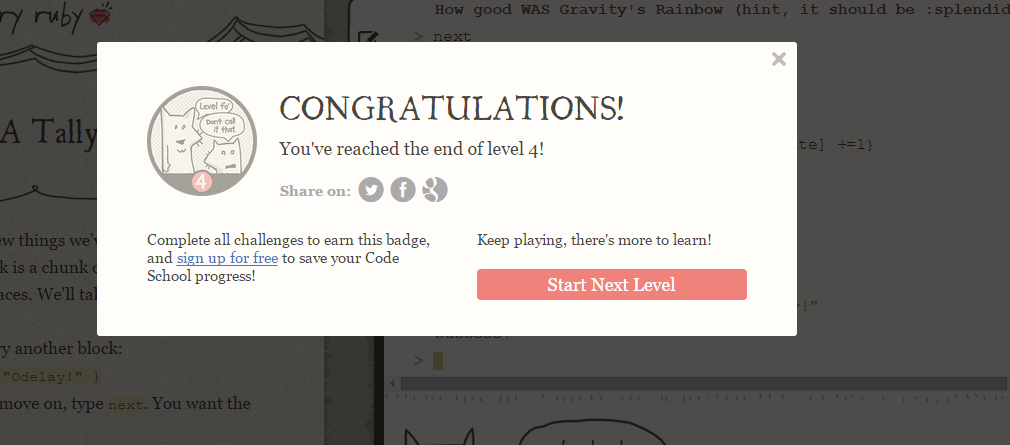 ry ruby
How good WAS Gravity's Rainbow (hint, it should be :splendid
> next
CONGRATULATIONS!
Level fo'
Don't call it that.
4
You've reached the end of level 4!
Share on:
A Tally
ate] +=1}
ew things we'v
k is a chunk o
aces. We'll tal
Complete all challenges to earn this badge,
and sign up for free to save your Code
School progress!
Keep playing, there's more to learn!
Start Next Level
y!"
Success!
>
ry another block:
"Odelay!" }
move on, type next. You want the